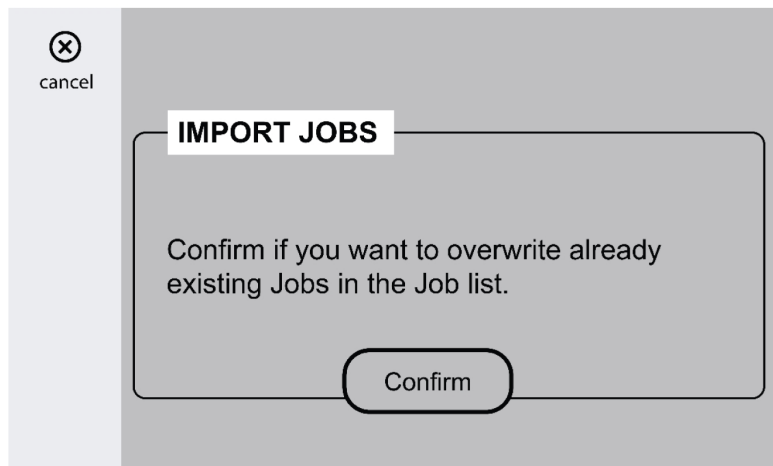 cancel
IMPORT JOBS
Confirm if you want to overwrite already
existing Jobs in the Job list.
Confirm